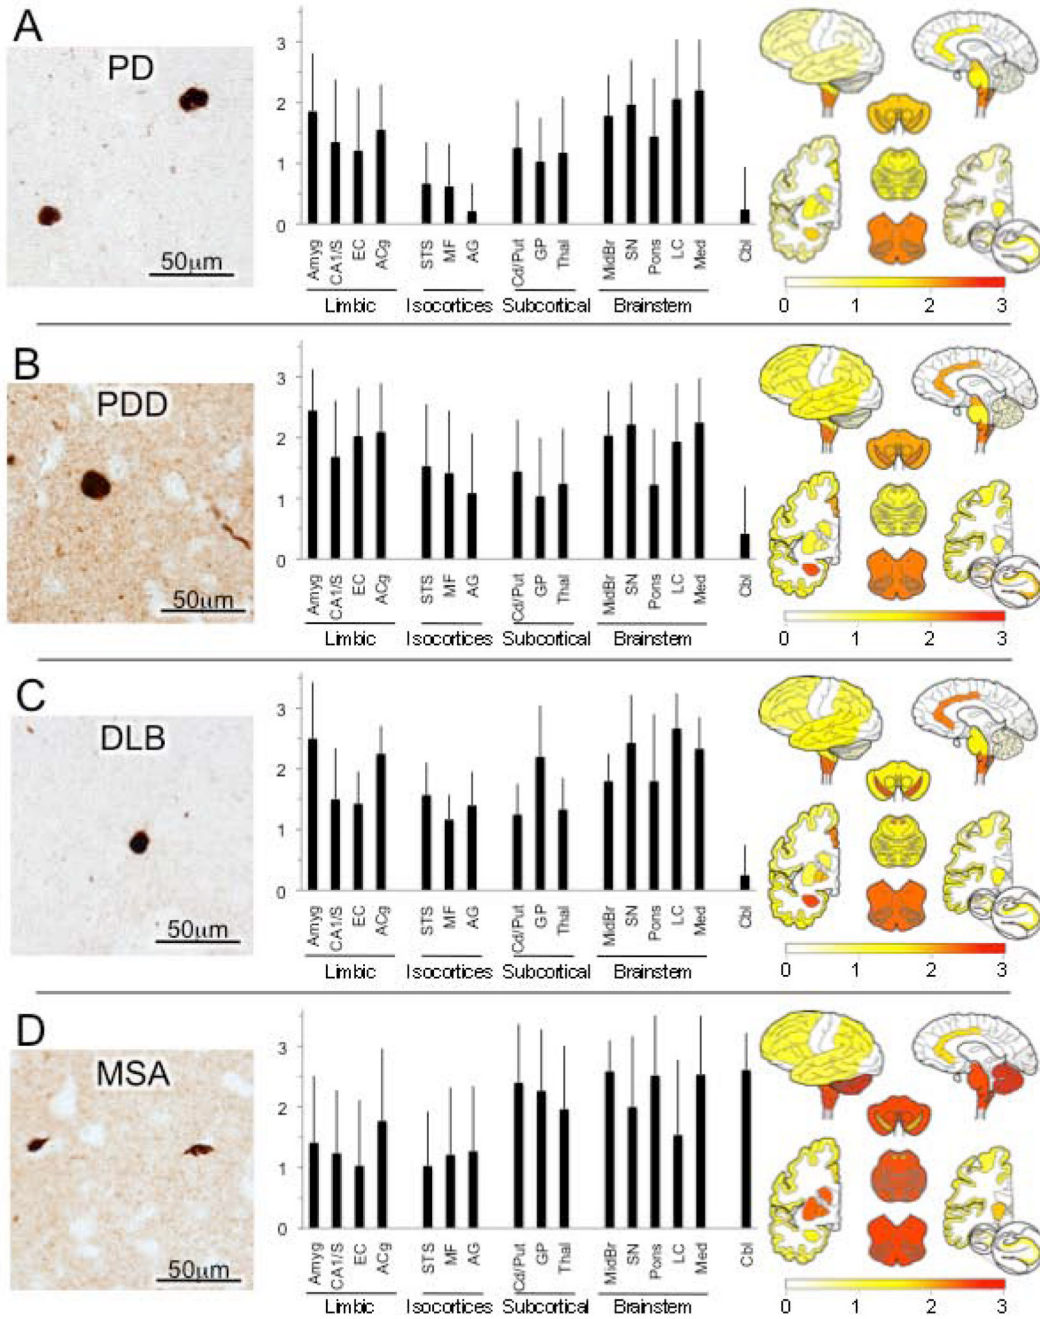 A
PD
50µm
3
2
1
0
Amyg
CA1/S
EC
ACg
STS
MF
AG
Cd/Put
GP
Thal
MidBr
SN
Pons
LC
Med
Cbl
Limbic
Isocortices
Subcortical
Brainstem
0 1 2 3
B
PDD
50µm
3
2
1
0
Amyg
CA1/S
EC
ACg
STS
MF
AG
Cd/Put
GP
Thal
MidBr
SN
Pons
LC
Med
Cbl
Limbic
Isocortices
Subcortical
Brainstem
0 1 2 3
C
DLB
50µm
3
2
1
0
Amyg
CA1/S
EC
ACg
STS
MF
AG
Cd/Put
GP
Thal
MidBr
SN
Pons
LC
Med
Cbl
Limbic
Isocortices
Subcortical
Brainstem
0 1 2 3
D
MSA
50µm
3
2
1
0
Amyg
CA1/S
EC
ACg
STS
MF
AG
Cd/Put
GP
Thal
MidBr
SN
Pons
LC
Med
Cbl
Limbic
Isocortices
Subcortical
Brainstem
0 1 2 3